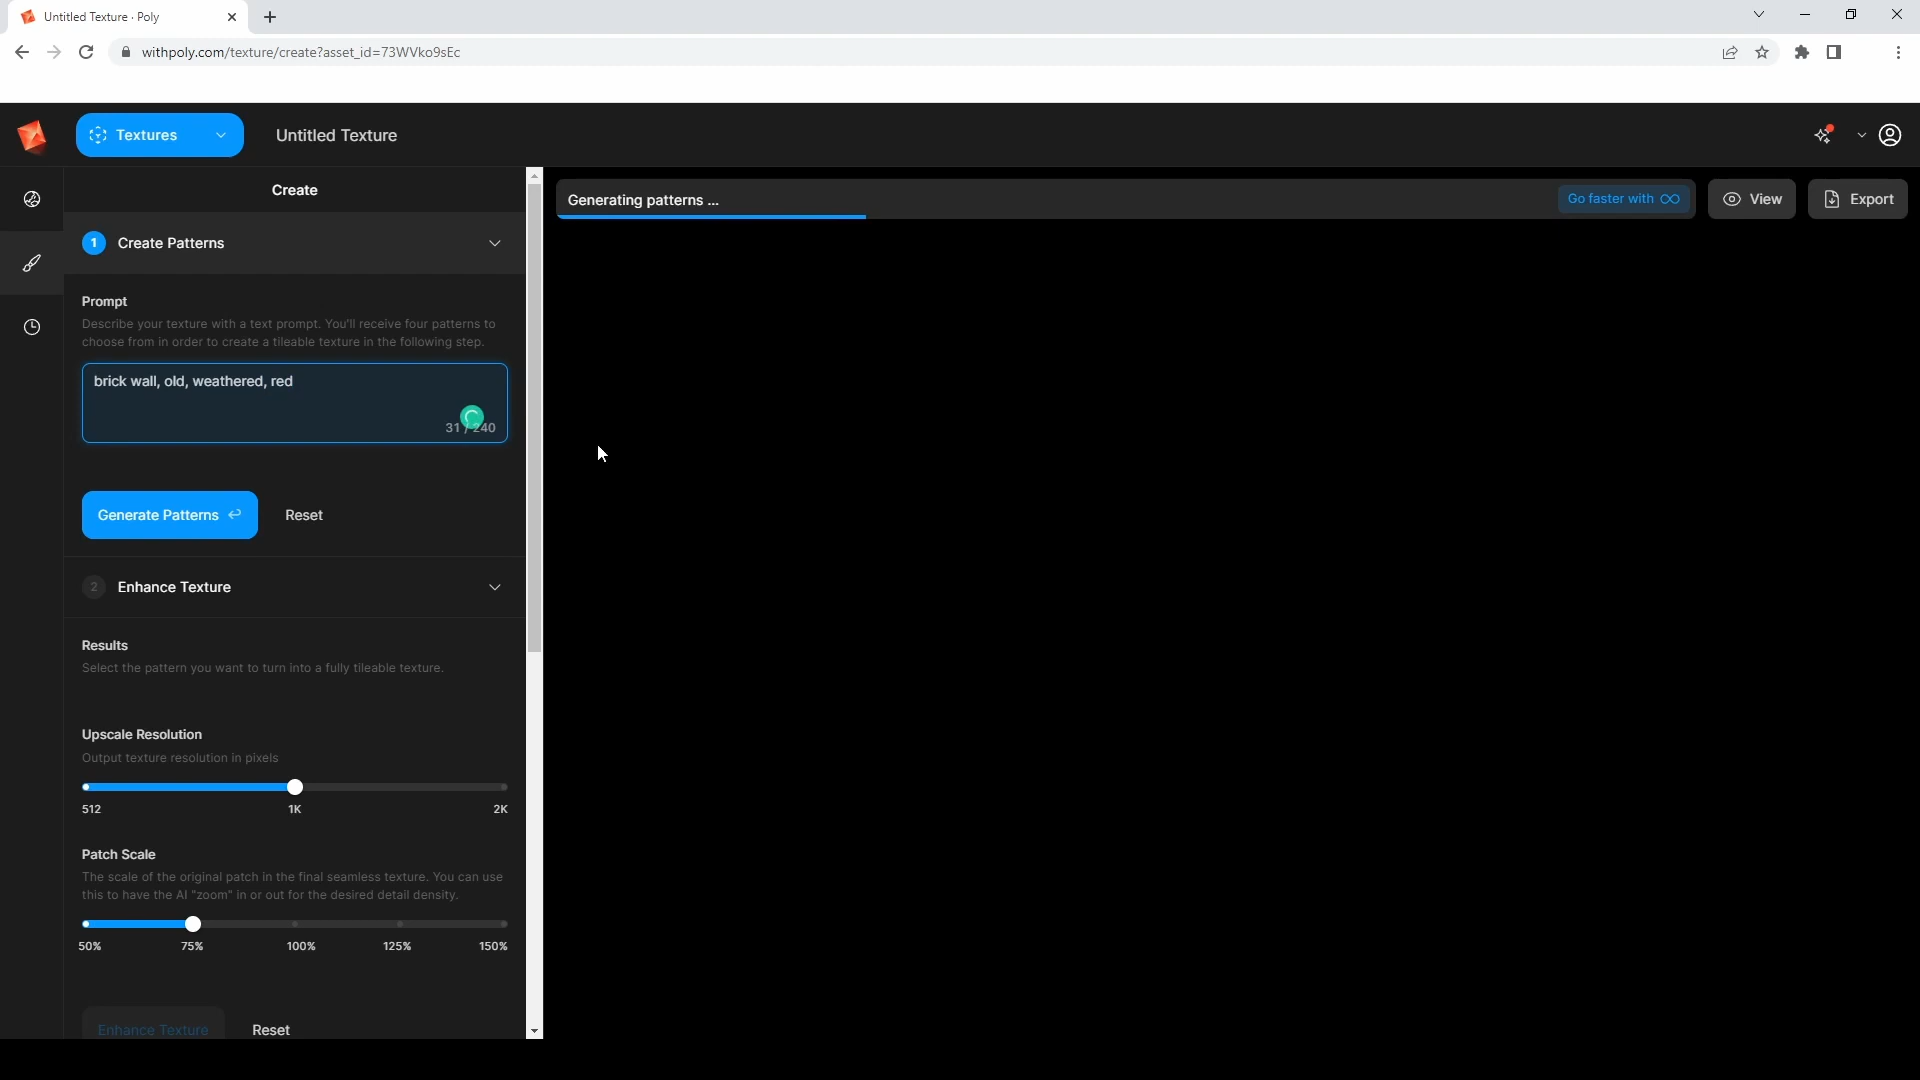 Untitled Texture · Poly
withpoly.com/texture/create?asset_id=73WVko9sEc
Textures
Untitled Texture
Create
Generating patterns ...
Go faster with
View
Export
1
Create Patterns
Prompt
Describe your texture with a text prompt. You'll receive four patterns to
choose from in order to create a tileable texture in the following step.
brick wall, old, weathered, red
31 / 240
Generate Patterns
Reset
2
Enhance Texture
Results
Select the pattern you want to turn into a fully tileable texture.
Upscale Resolution
Output texture resolution in pixels
512 1K 2K
Patch Scale
The scale of the original patch in the final seamless texture. You can use
this to have the AI "zoom" in or out for the desired detail density.
50% 75% 100% 125% 150%
Enhance Texture
Reset